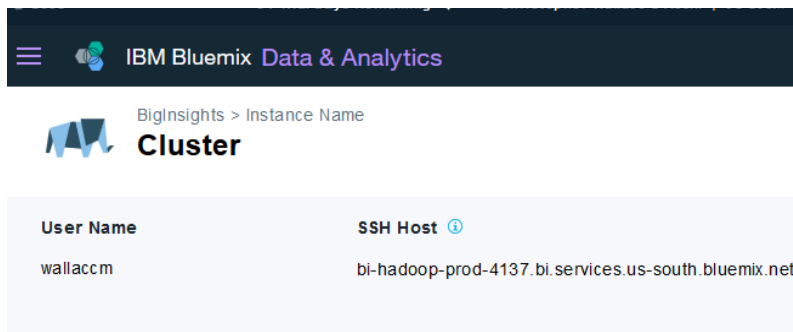 IBM Bluemix Data & Analytics
BigInsights > Instance Name
Cluster
User Name SSH Host
wallaccm bi-hadoop-prod-4137.bi.services.us-south.bluemix.net